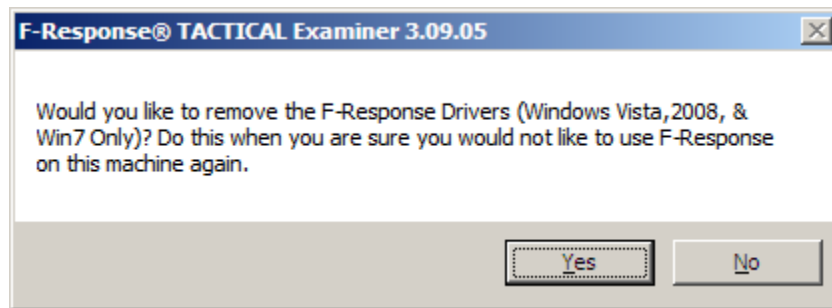 F-Response® TACTICAL Examiner 3.09.05
Would you like to remove the F-Response Drivers (Windows Vista,2008, &
Win7 Only)? Do this when you are sure you would not like to use F-Response
on this machine again.
Yes
No